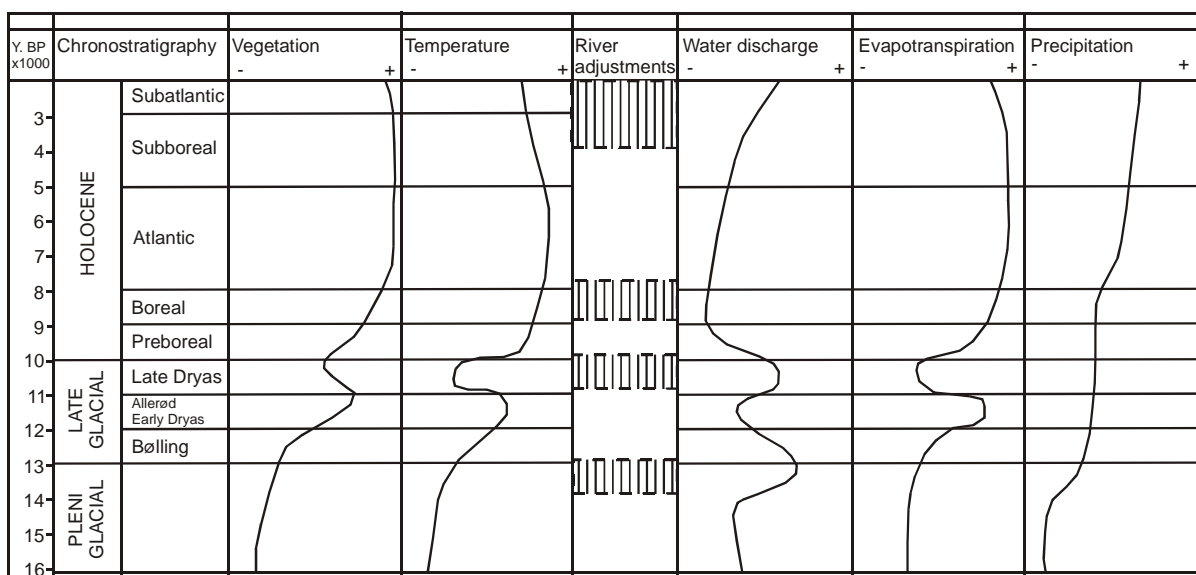 Y. BP
x1000
Chronostratigraphy
Vegetation
- +
Temperature
- +
River
adjustments
Water discharge
- +
Evapotranspiration
- +
Precipitation
- +
3
4
5
6
7
8
9
10
11
12
13
14
15
16
HOLOCENE
LATE
GLACIAL
PLENI
GLACIAL
Subatlantic
Subboreal
Atlantic
Boreal
Preboreal
Late Dryas
Allerød
Early Dryas
Bølling